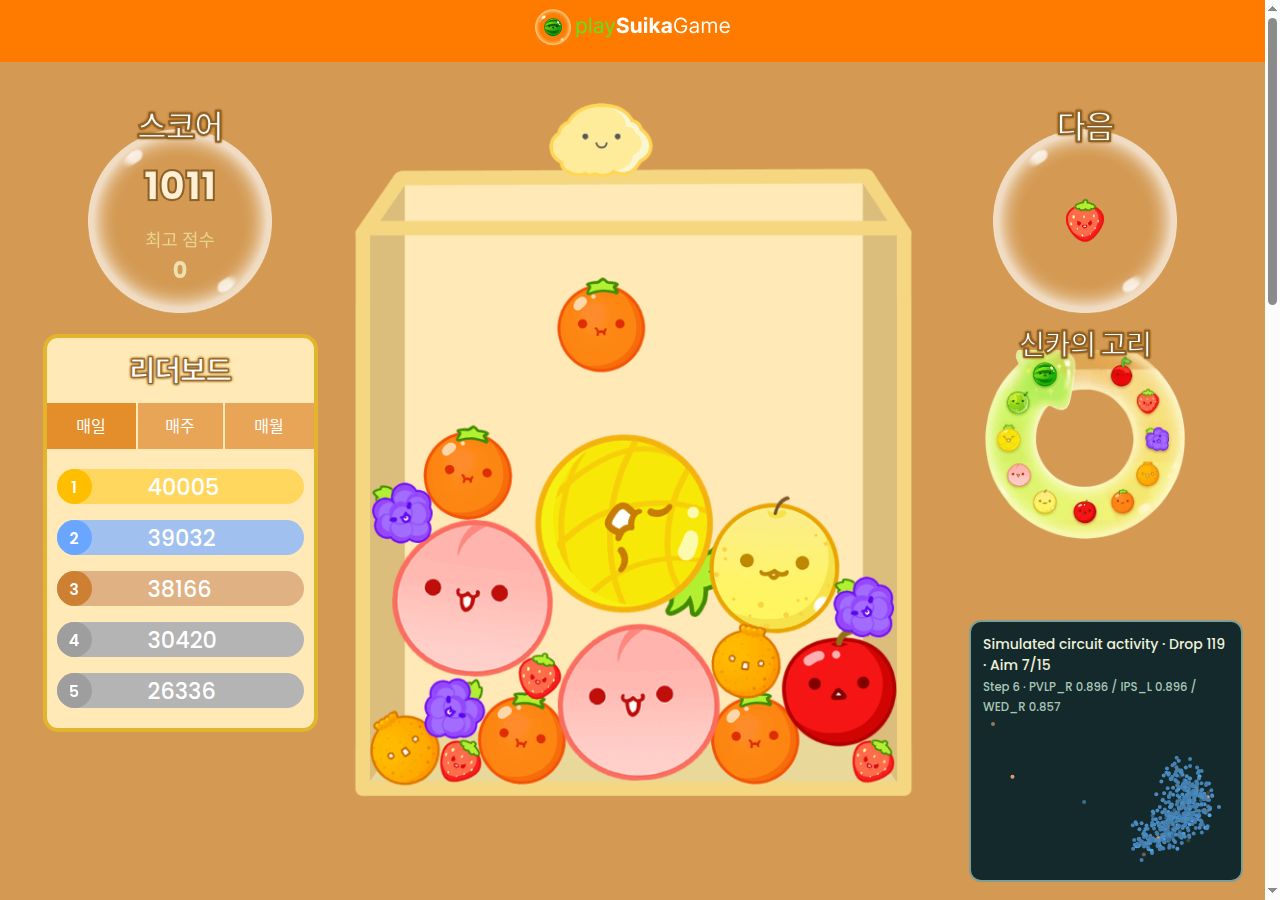 playSuikaGame
스코어
1011
최고 점수
0
다음
리더보드
매일 매주 매월
1 40005
2 39032
3 38166
4 30420
5 26336
신카의 고리
Simulated circuit activity · Drop 119
· Aim 7/15
Step 6 · PVLP_R 0.896 / IPS_L 0.896 /
WED_R 0.857